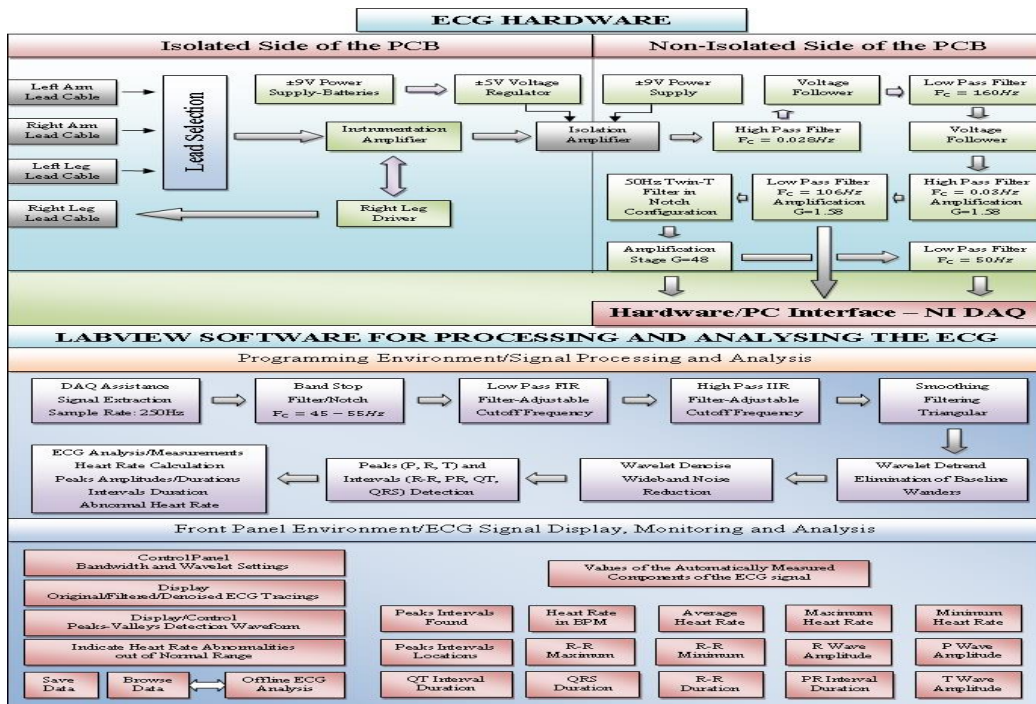 ECG HARDWARE
Isolated Side of the PCB
Non-Isolated Side of the PCB
Left Arm
Lead Cable
Right Arm
Lead Cable
Left Leg
Lead Cable
Right Leg
Lead Cable
Lead Selection
±9V Power
Supply-Batteries
±5V Voltage
Regulator
Instrumentation
Amplifier
Right Leg
Driver
Isolation
Amplifier
±9V Power
Supply
Voltage
Follower
Low Pass Filter
FC = 160Hz
High Pass Filter
FC = 0.028Hz
Voltage
Follower
50Hz Twin-T
Filter in
Notch
Configuration
Low Pass Filter
FC = 106Hz
Amplification
G=1.58
High Pass Filter
FC = 0.03Hz
Amplification
G=1.58
Amplification
Stage G=48
Low Pass Filter
FC = 50Hz
Hardware/PC Interface – NI DAQ
LABVIEW SOFTWARE FOR PROCESSING AND ANALYSING THE ECG
Programming Environment/Signal Processing and Analysis
DAQ Assistance
Signal Extraction
Sample Rate: 250Hz
Band Stop
Filter/Notch
FC = 45 – 55Hz
Low Pass FIR
Filter-Adjustable
Cutoff Frequency
High Pass IIR
Filter-Adjustable
Cutoff Frequency
Smoothing
Filtering
Triangular
ECG Analysis/Measurements
Heart Rate Calculation
Peaks Amplitudes/Durations
Intervals Duration
Abnormal Heart Rate
Peaks (P, R, T) and
Intervals (R-R, PR, QT,
QRS) Detection
Wavelet Denoise
Wideband Noise
Reduction
Wavelet Detrend
Elimination of Baseline
Wanders
Front Panel Environment/ECG Signal Display, Monitoring and Analysis
Control Panel
Bandwidth and Wavelet Settings
Display
Original/Filtered/Denoised ECG Tracings
Display/Control
Peaks-Valleys Detection Waveform
Indicate Heart Rate Abnormalities
out of Normal Range
Save
Data
Browse
Data
Offline ECG
Analysis
Values of the Automatically Measured
Components of the ECG signal
Peaks Intervals
Found
Heart Rate
in BPM
Average
Heart Rate
Maximum
Heart Rate
Minimum
Heart Rate
Peaks Intervals
Locations
R-R
Maximum
R-R
Minimum
R Wave
Amplitude
P Wave
Amplitude
QT Interval
Duration
QRS
Duration
R-R
Duration
PR Interval
Duration
T Wave
Amplitude